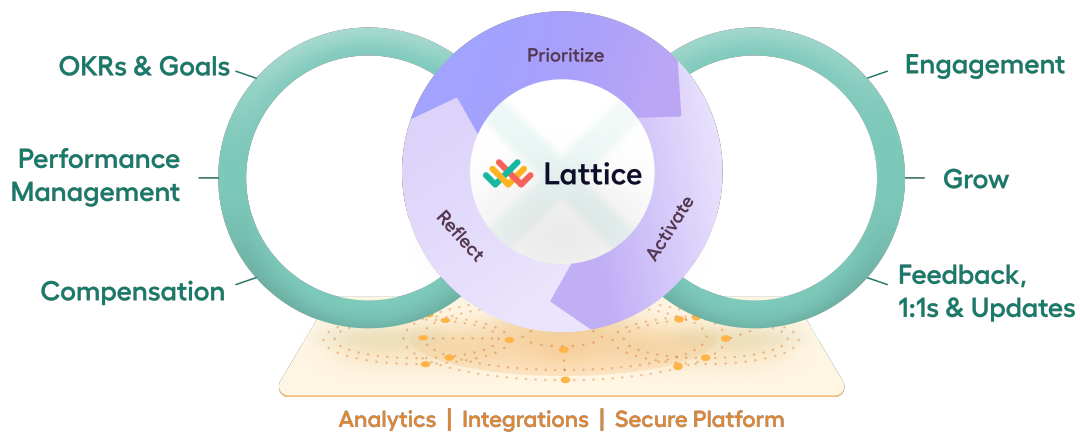 Prioritize
OKRs & Goals
Engagement
Performance
Management
Lattice
Grow
Reflect
Activate
Compensation
Feedback,
1:1s & Updates
Analytics | Integrations | Secure Platform